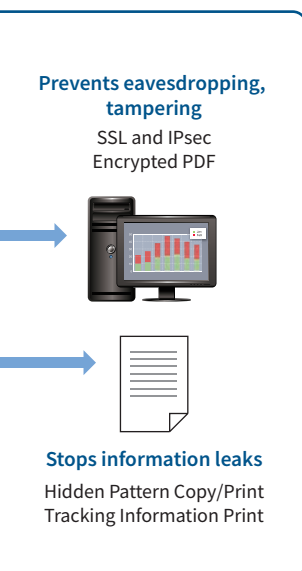 Prevents eavesdropping,
tampering
SSL and IPsec
Encrypted PDF
Stops information leaks
Hidden Pattern Copy/Print
Tracking Information Print